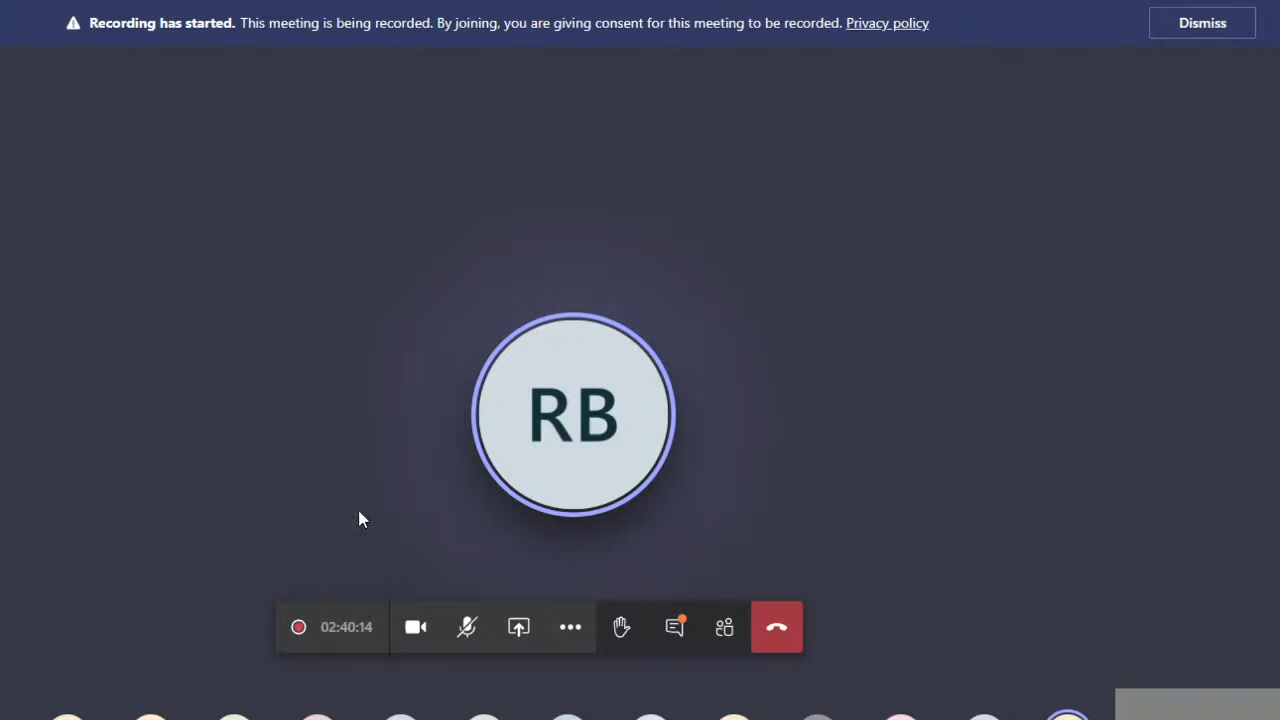 Recording has started. This meeting is being recorded. By joining, you are giving consent for this meeting to be recorded. Privacy policy
Dismiss
RB
02:40:14